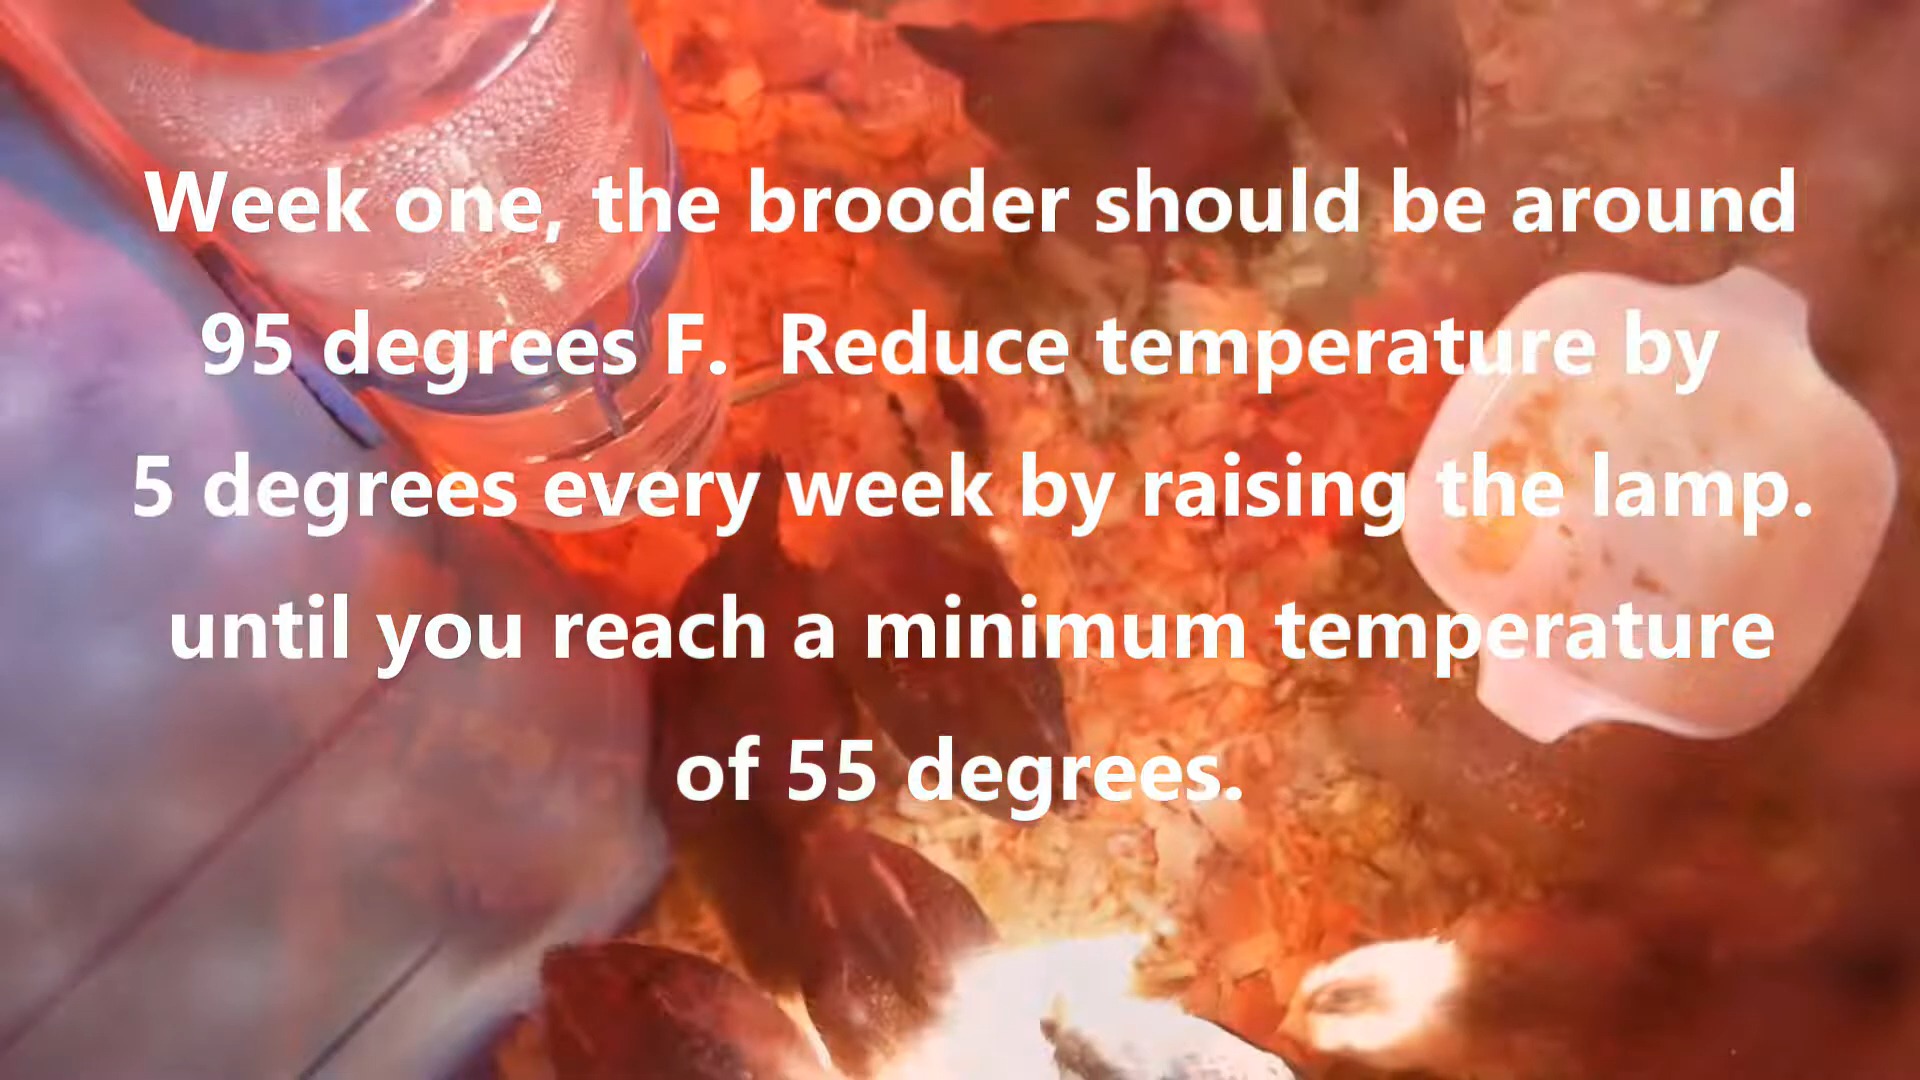 Week one, the brooder should be around
95 degrees F.  Reduce temperature by
5 degrees every week by raising the lamp.
until you reach a minimum temperature
of 55 degrees.